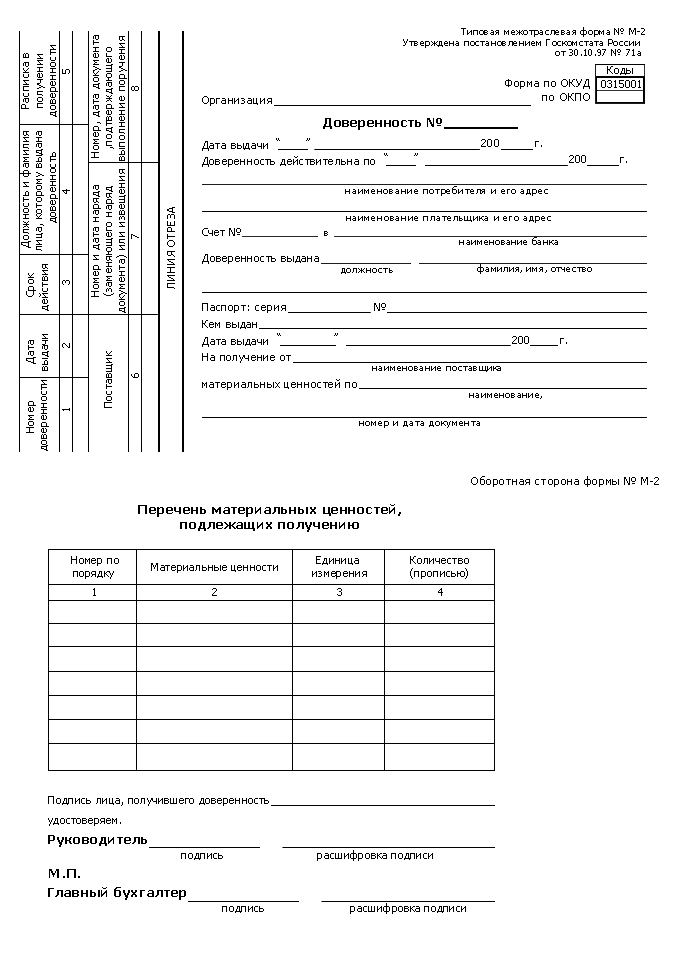 Типовая межотраслевая форма № М-2
Утверждена постановлением Госкомстата России
от 30.10.97 № 71а
Коды
Форма по ОКУД 0315001
по ОКПО
Организация
Доверенность №
Дата выдачи “ ” 200 г.
Доверенность действительна по “ ” 200 г.
наименование потребителя и его адрес
наименование плательщика и его адрес
Счет № в
наименование банка
Доверенность выдана
должность фамилия, имя, отчество
Паспорт: серия №
Кем выдан
Дата выдачи “ ” 200 г.
На получение от
наименование поставщика
материальных ценностей по
наименование,
номер и дата документа
Номер
доверенности
Дата
выдачи
Срок
действия
Должность и фамилия
лица, которому выдана
доверенность
Расписка в
получении
доверенности
1 2 3 4 5
Поставщик
Номер и дата наряда
(заменяющего наряд
документа) или извещения
Номер, дата документа
,подтверждающего
выполнение поручения
6 7 8
ЛИНИЯ ОТРЕЗА
Оборотная сторона формы № М-2
Перечень материальных ценностей,
подлежащих получению
Номер по
порядку
Материальные ценности
Единица
измерения
Количество
(прописью)
1 2 3 4
Подпись лица, получившего доверенность
удостоверяем.
Руководитель
подпись расшифровка подписи
М.П.
Главный бухгалтер
подпись расшифровка подписи